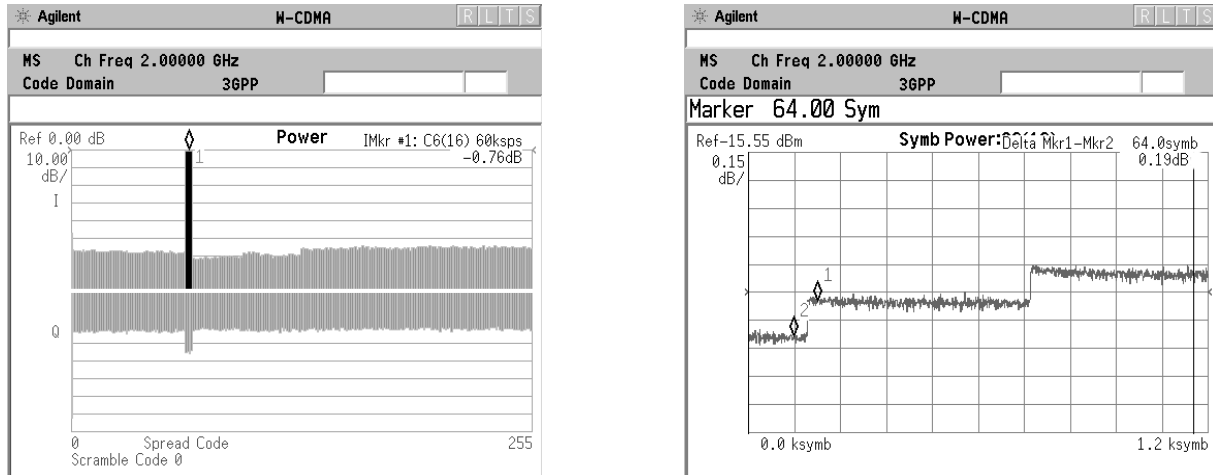 Agilent W-CDMA R L T S
MS Ch Freq 2.00000 GHz
Code Domain 3GPP
Ref 0.00 dB Power IMkr #1: C6(16) 60ksps
10.00 1 -0.76dB
dB/
I
Q
0 Spread Code 255
Scramble Code 0
Agilent W-CDMA R L T S
MS Ch Freq 2.00000 GHz
Code Domain 3GPP
Marker 64.00 Sym
Ref-15.55 dBm Symb Power: Delta Mkr1-Mkr2 64.0symb
0.15 0.19dB
dB/
1
2
0.0 ksymb 1.2 ksymb